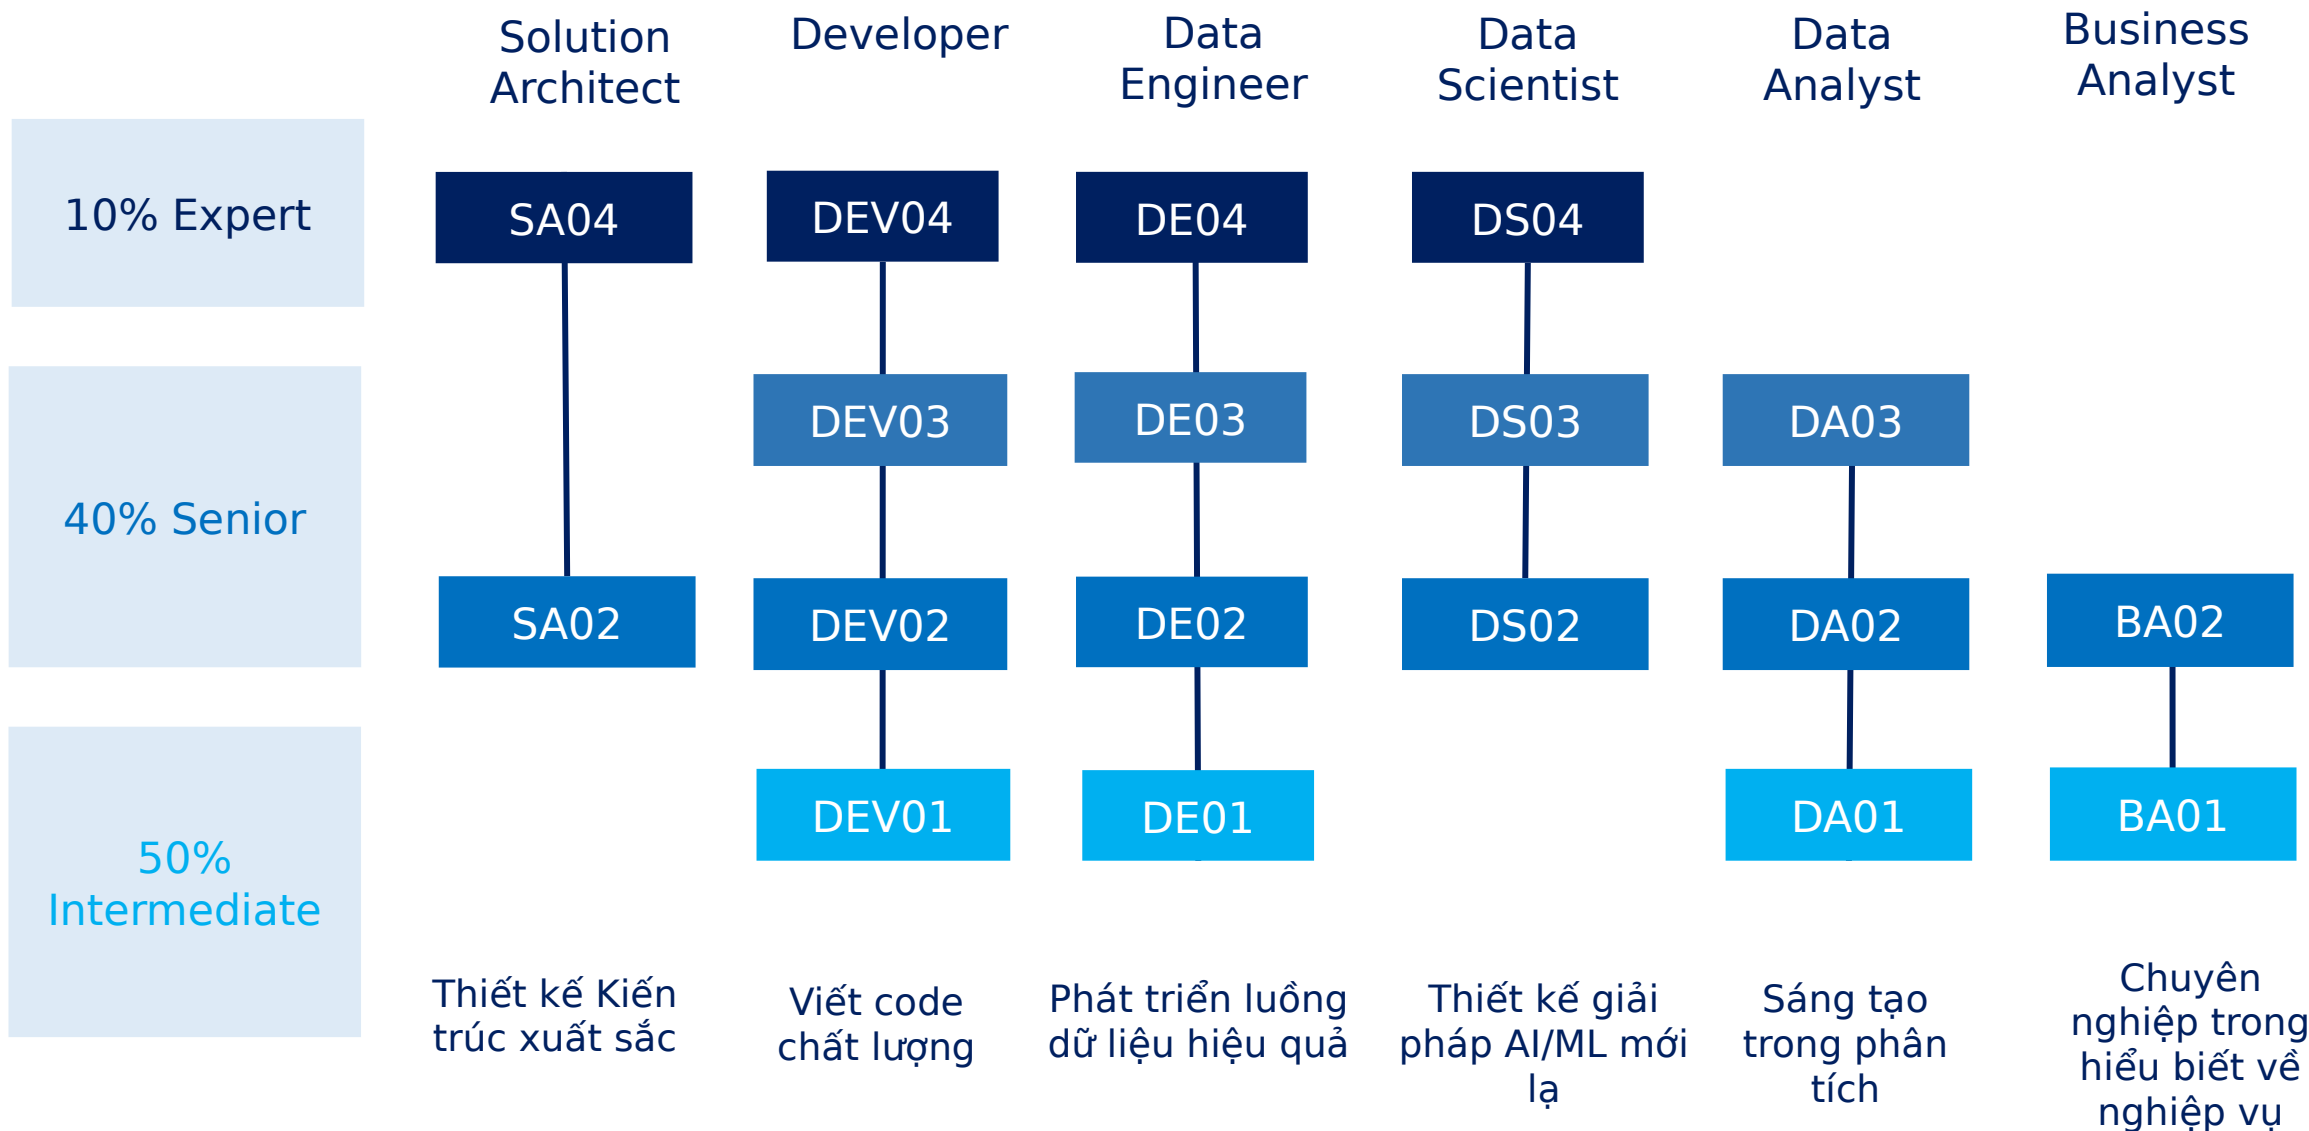 Solution
Architect
Developer
Data
Engineer
Data
Scientist
Data
Analyst
Business
Analyst
10% Expert
SA04
DEV04
DE04
DS04
40% Senior
DEV03
DE03
DS03
DA03
SA02
DEV02
DE02
DS02
DA02
BA02
50%
Intermediate
DEV01
DE01
DA01
BA01
Thiết kế Kiến
trúc xuất sắc
Viết code
chất lượng
Phát triển luồng
dữ liệu hiệu quả
Thiết kế giải
pháp AI/ML mới
lạ
Sáng tạo
trong phân
tích
Chuyên
nghiệp trong
hiểu biết về
nghiệp vụ